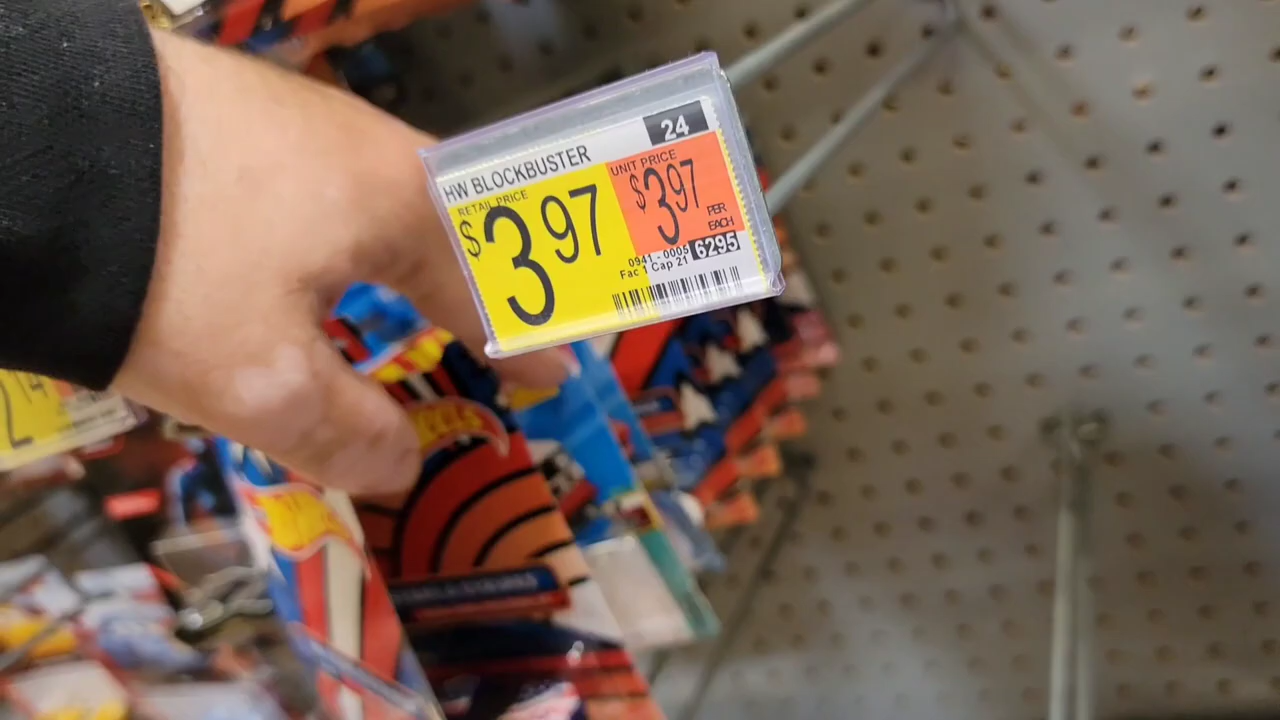 24
HW BLOCKBUSTER
RETAIL PRICE
$3 97
UNIT PRICE
$3 97
PER
EACH
0941 - 0005 6295
Fac 1 Cap 21